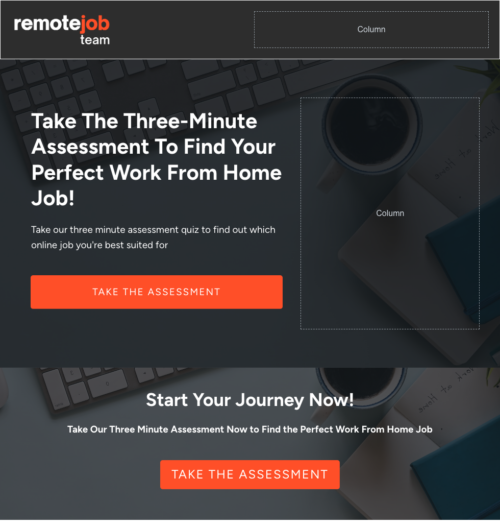 remotejob
team
Column
Take The Three-Minute
Assessment To Find Your
Perfect Work From Home
Job!
Take our three minute assessment quiz to find out which
online job you're best suited for
Column
TAKE THE ASSESSMENT
Start Your Journey Now!
Take Our Three Minute Assessment Now to Find the Perfect Work From Home Job
TAKE THE ASSESSMENT